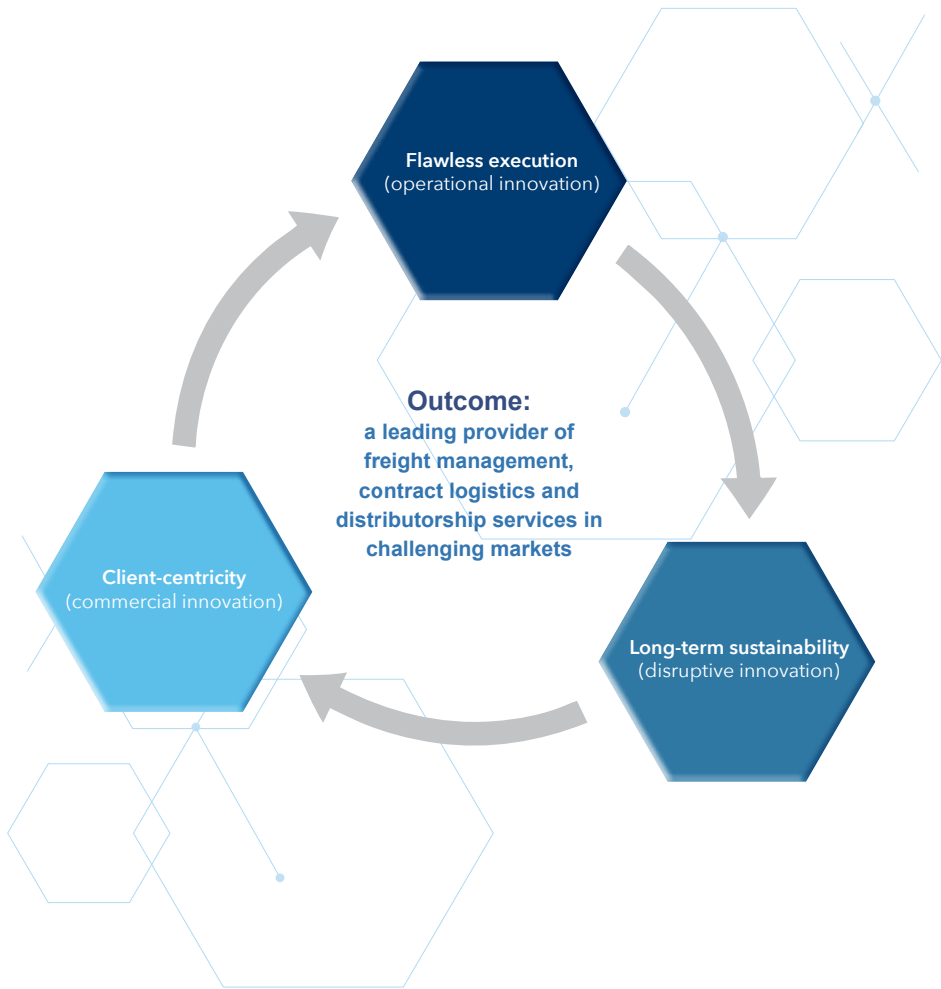 Flawless execution
(operational innovation)
Outcome:
a leading provider of
freight management,
contract logistics and
distributorship services in
challenging markets
Client-centricity
(commercial innovation)
Long-term sustainability
(disruptive innovation)